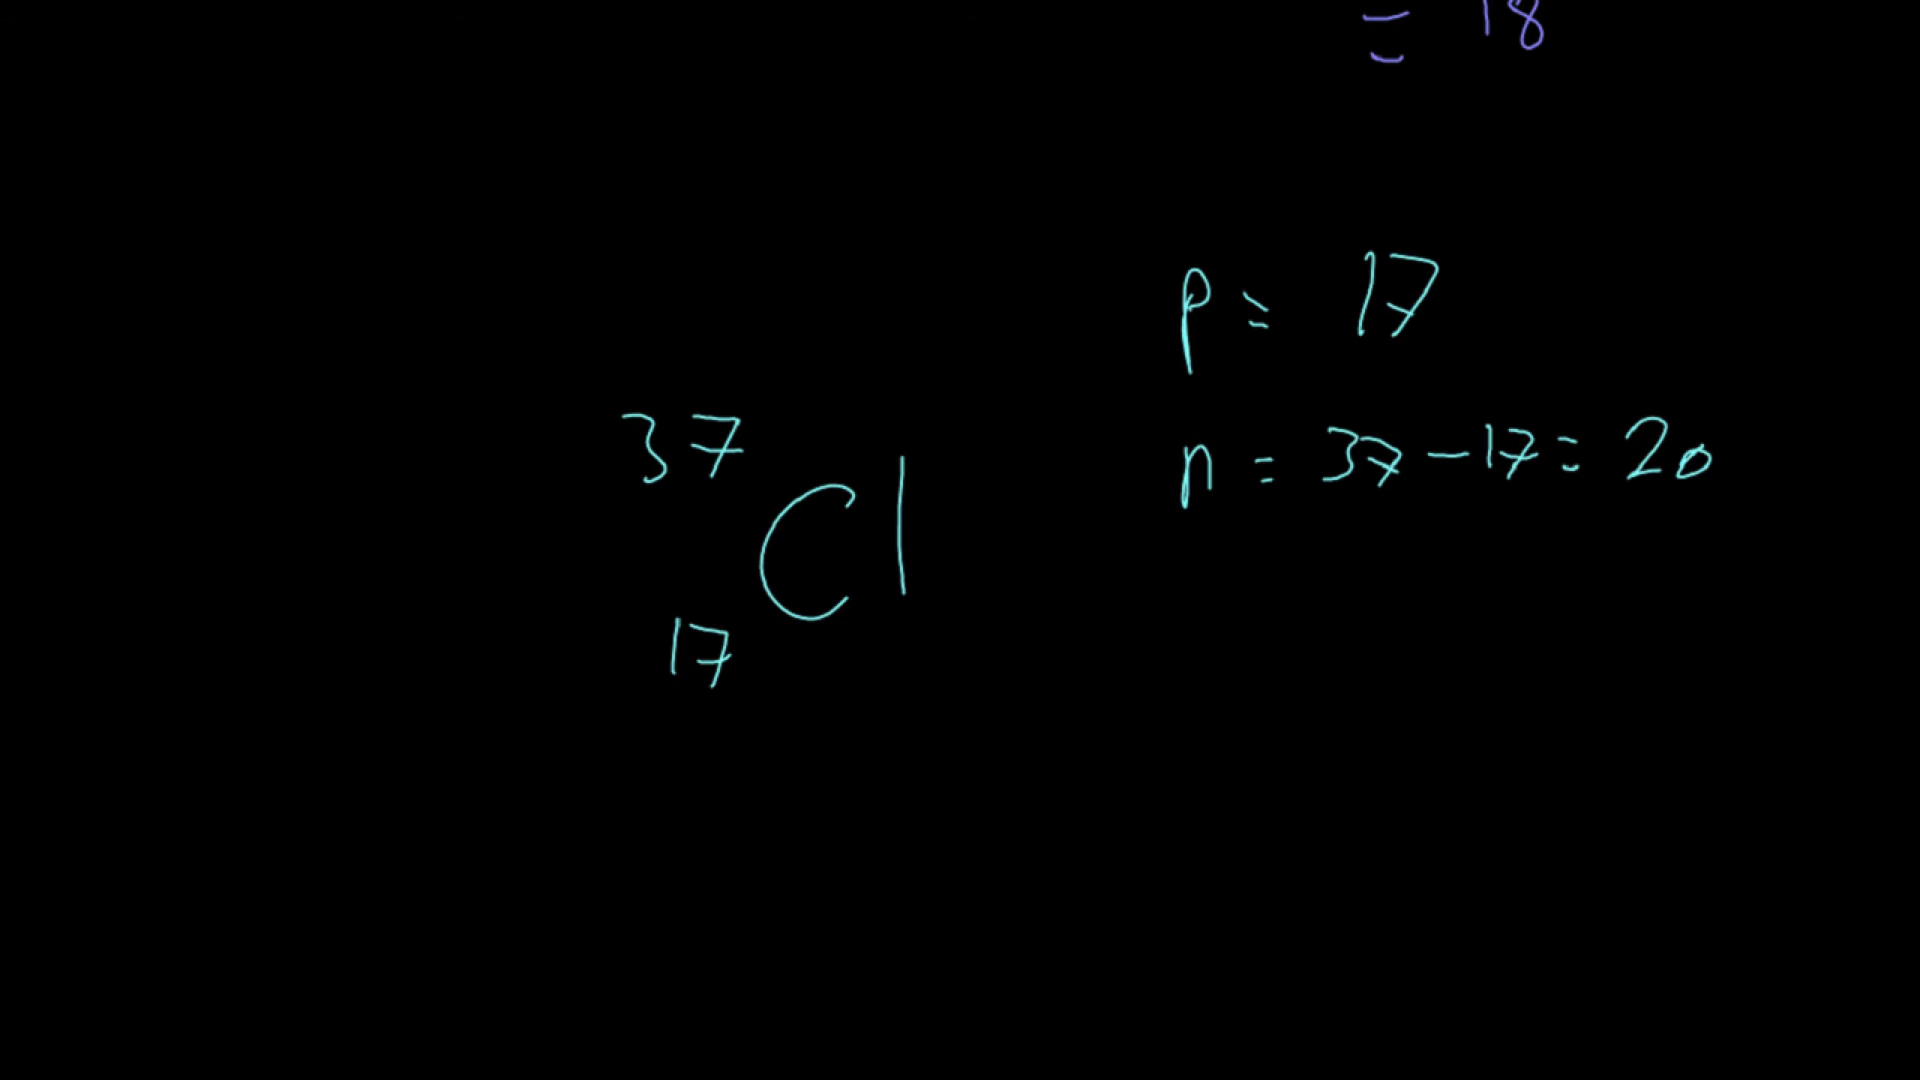 = 18
p = 17
37
n = 37 - 17 = 20
Cl
17